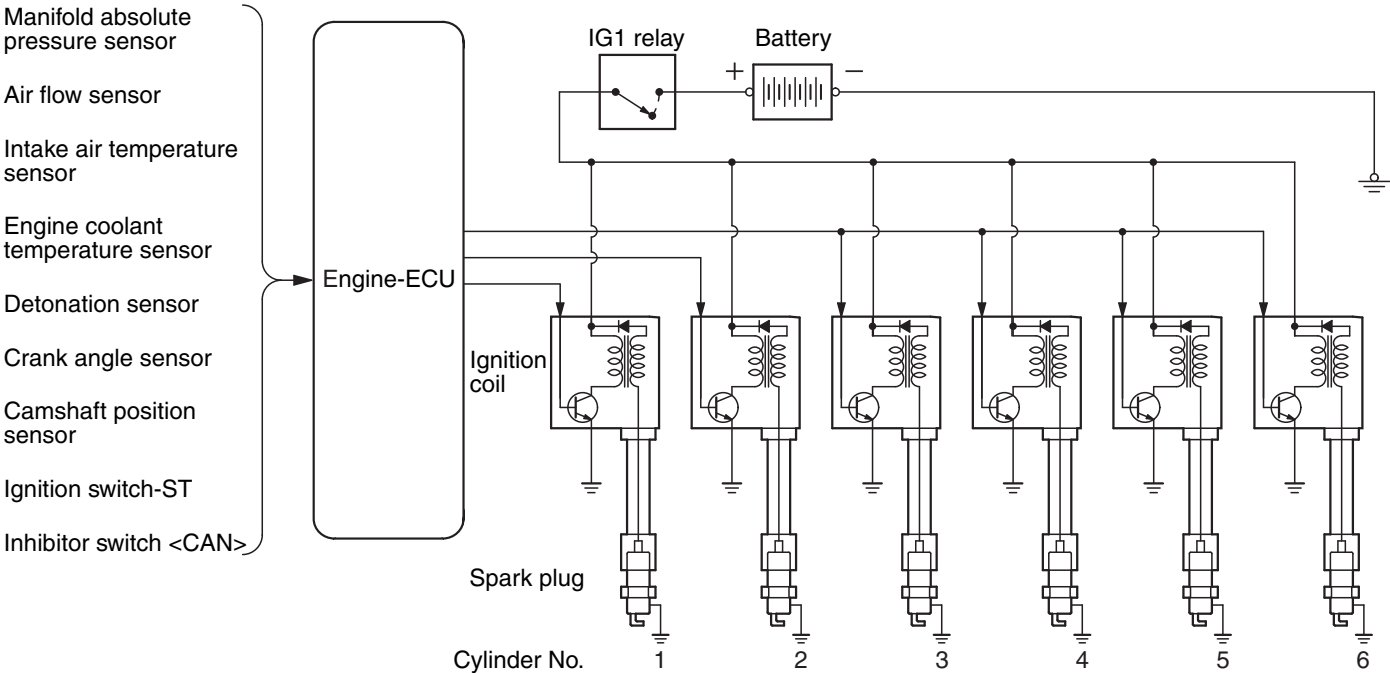 Manifold absolute
pressure sensor
Air flow sensor
Intake air temperature
sensor
Engine coolant
temperature sensor
Detonation sensor
Crank angle sensor
Camshaft position
sensor
Ignition switch-ST
Inhibitor switch <CAN>
Engine-ECU
IG1 relay
Battery
+ −
Ignition
coil
Spark plug
Cylinder No. 1 2 3 4 5 6